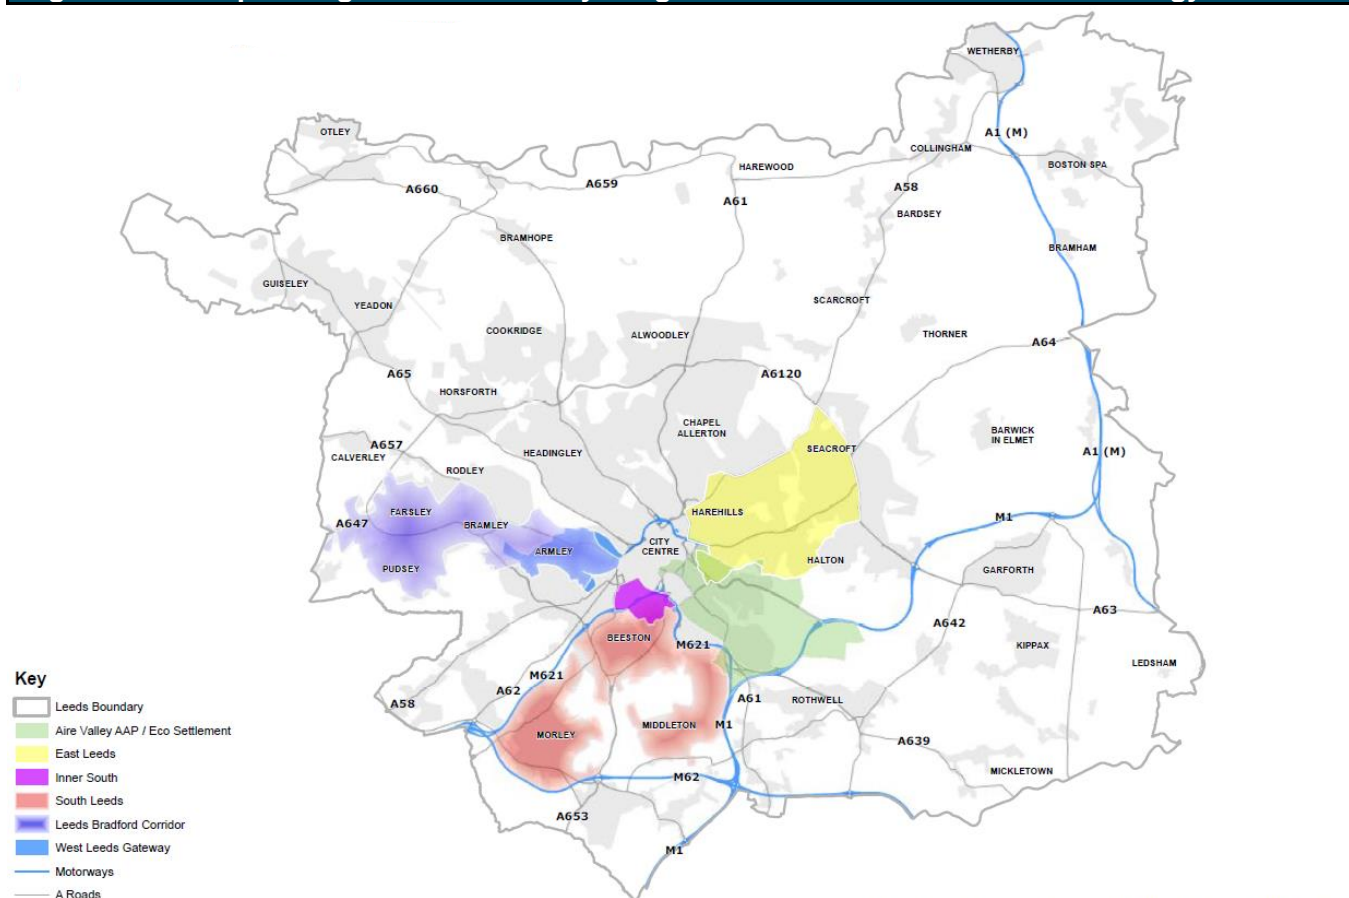 WETHERBY
OTLEY
A1 (M)
COLLINGHAM
BOSTON SPA
HAREWOOD
A659
A660
A58
A61
BARDSEY
BRAMHOPE
BRAMHAM
GUISELEY
SCARCROFT
YEADON
COOKRIDGE
ALWOODLEY
THORNER
A64
A65
A6120
HORSFORTH
CHAPEL
ALLERTON
BARWICK
IN ELMET
A657
CALVERLEY
HEADINGLEY
SEACROFT
A1 (M)
RODLEY
FARSLEY
HAREHILLS
A647
BRAMLEY
M1
CITY
CENTRE
ARMLEY
HALTON
PUDSEY
GARFORTH
A63
A642
BEESTON
M621
KIPPAX
LEDSHAM
M621
A62
A58
A61
ROTHWELL
MIDDLETON
M1
MORLEY
A639
M62
MICKLETOWN
A653
M1
Key
Leeds Boundary
Aire Valley AAP / Eco Settlement
East Leeds
Inner South
South Leeds
Leeds Bradford Corridor
West Leeds Gateway
Motorways
A Roads